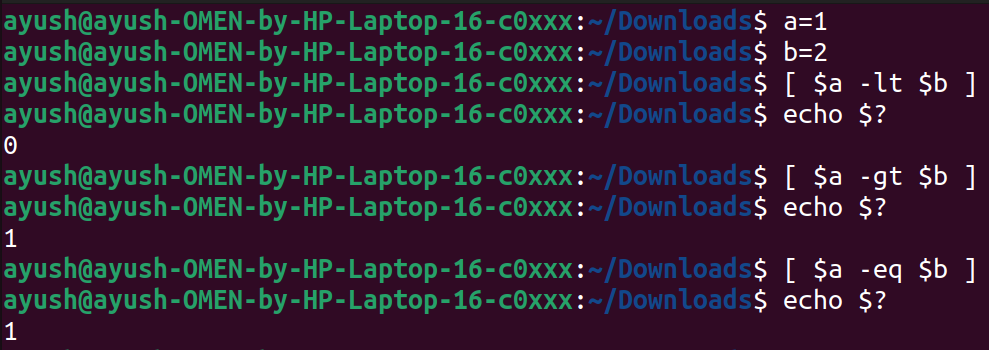 ayush@ayush-OMEN-by-HP-Laptop-16-c0xxx:~/Downloads$ a=1
ayush@ayush-OMEN-by-HP-Laptop-16-c0xxx:~/Downloads$ b=2
ayush@ayush-OMEN-by-HP-Laptop-16-c0xxx:~/Downloads$ [ $a -lt $b ]
ayush@ayush-OMEN-by-HP-Laptop-16-c0xxx:~/Downloads$ echo $?
0
ayush@ayush-OMEN-by-HP-Laptop-16-c0xxx:~/Downloads$ [ $a -gt $b ]
ayush@ayush-OMEN-by-HP-Laptop-16-c0xxx:~/Downloads$ echo $?
1
ayush@ayush-OMEN-by-HP-Laptop-16-c0xxx:~/Downloads$ [ $a -eq $b ]
ayush@ayush-OMEN-by-HP-Laptop-16-c0xxx:~/Downloads$ echo $?
1